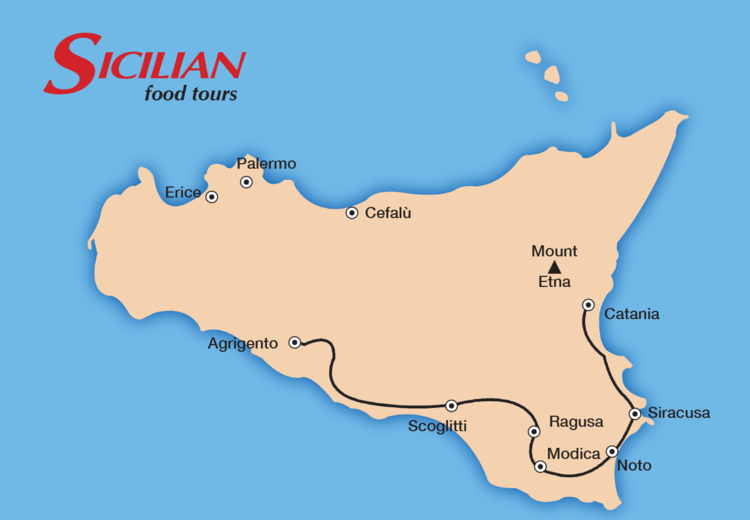 SICILIAN
food tours
Palermo
Erice
Cefalù
Mount
Etna
Catania
Agrigento
Scoglitti
Ragusa
Siracusa
Modica
Noto